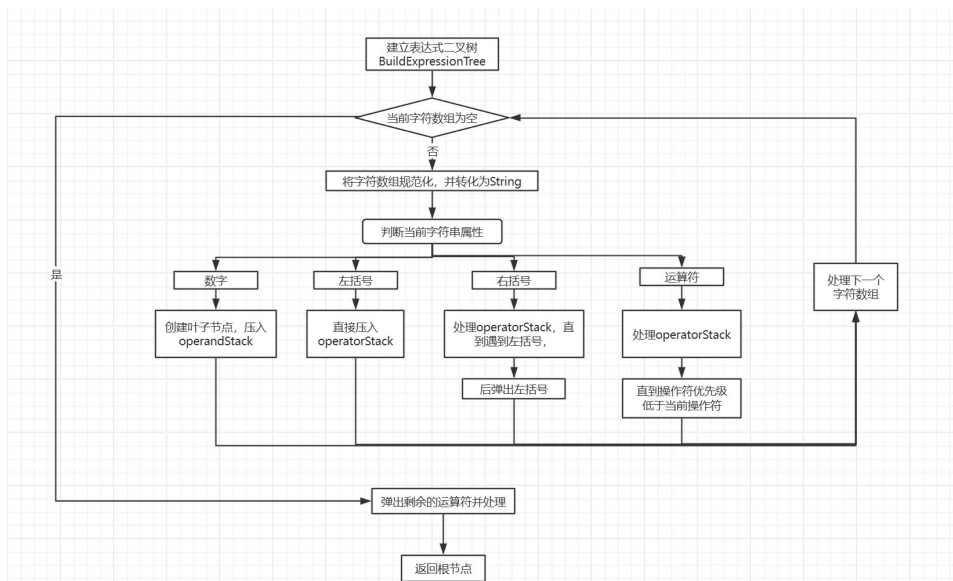 建立表达式二叉树
BuildExpressionTree
当前字符数组为空
否
将字符数组规范化，并转化为String
判断当前字符串属性
是
数字
左括号
右括号
运算符
处理下一个
字符数组
创建叶子节点，压入
operandStack
直接压入
operatorStack
处理operatorStack，直
到遇到左括号，
处理operatorStack
后弹出左括号
直到操作符优先级
低于当前操作符
弹出剩余的运算符并处理
返回根节点